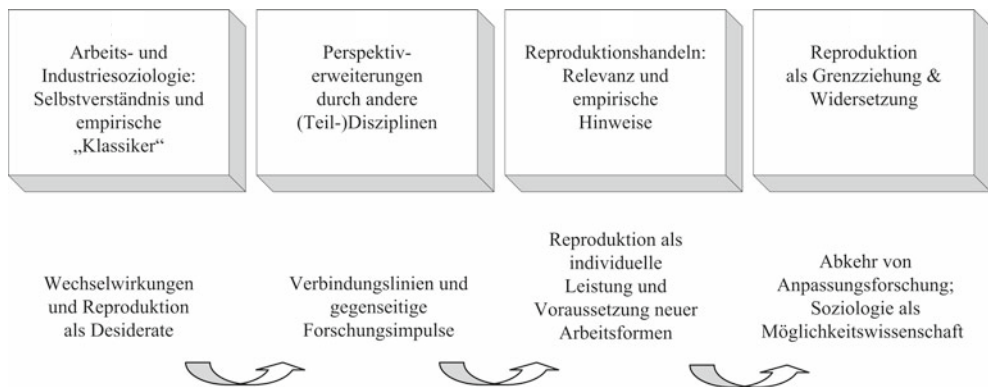 Arbeits- und
Industriesoziologie:
Selbstverständnis und
empirische
„Klassiker“
Perspektiv-
erweiterungen
durch andere
(Teil-)Disziplinen
Reproduktionshandeln:
Relevanz und
empirische
Hinweise
Reproduktion
als Grenzziehung &
Widersetzung
Wechselwirkungen
und Reproduktion
als Desiderate
Verbindungslinien und
gegenseitige
Forschungsimpulse
Reproduktion als
individuelle
Leistung und
Voraussetzung neuer
Arbeitsformen
Abkehr von
Anpassungsforschung;
Soziologie als
Möglichkeitswissenschaft